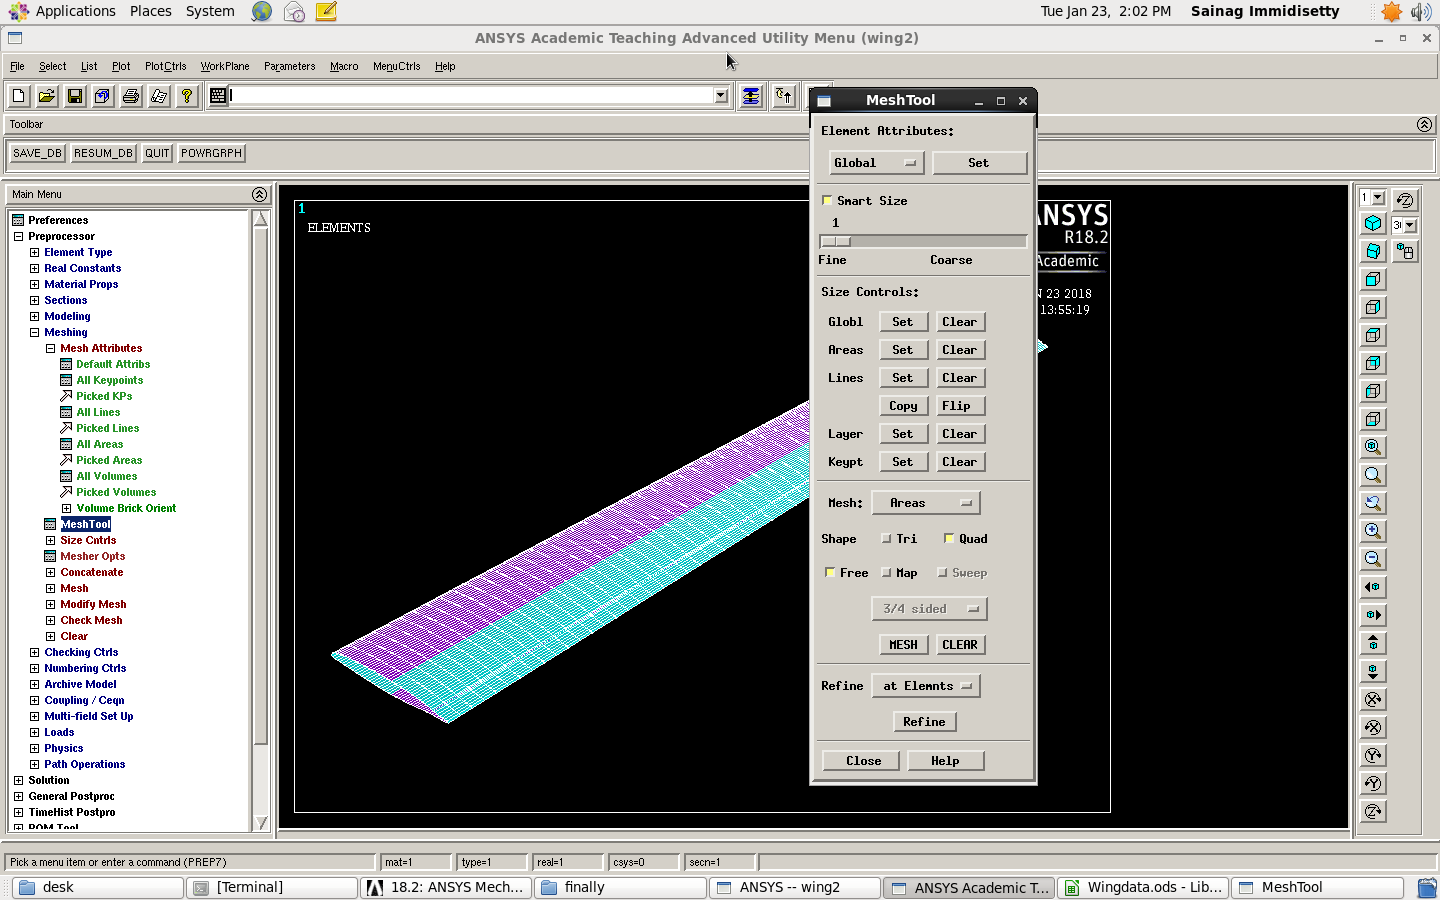 Applications Places System Tue Jan 23, 2:02 PM Sainag Immidisetty
ANSYS Academic Teaching Advanced Utility Menu (wing2)
File Select List Plot PlotCtrls WorkPlane Parameters Macro MenuCtrls Help
Toolbar
SAVE_DB RESUM_DB QUIT POWRGRPH
Main Menu
Preferences
Preprocessor
Element Type
Real Constants
Material Props
Sections
Modeling
Meshing
Mesh Attributes
Default Attribs
All Keypoints
Picked KPs
All Lines
Picked Lines
All Areas
Picked Areas
All Volumes
Picked Volumes
Volume Brick Orient
MeshTool
Size Cntrls
Mesher Opts
Concatenate
Mesh
Modify Mesh
Check Mesh
Clear
Checking Ctrls
Numbering Ctrls
Archive Model
Coupling / Ceqn
Multi-field Set Up
Loads
Physics
Path Operations
Solution
General Postproc
TimeHist Postpro
ROM Tool
1
ELEMENTS
ANSYS
R18.2
Academic
N 23 2018
13:55:19
MeshTool
Element Attributes:
Global Set
Smart Size
1
Fine Coarse
Size Controls:
Globl Set Clear
Areas Set Clear
Lines Set Clear
Copy Flip
Layer Set Clear
Keypt Set Clear
Mesh: Areas
Shape Tri Quad
Free Map Sweep
3/4 sided
MESH CLEAR
Refine at Elemnts
Refine
Close Help
1
Pick a menu item or enter a command (PREP7) mat=1 type=1 real=1 csys=0 secn=1
desk [Terminal] 18.2: ANSYS Mech... finally ANSYS -- wing2 ANSYS Academic T... Wingdata.ods - Lib... MeshTool